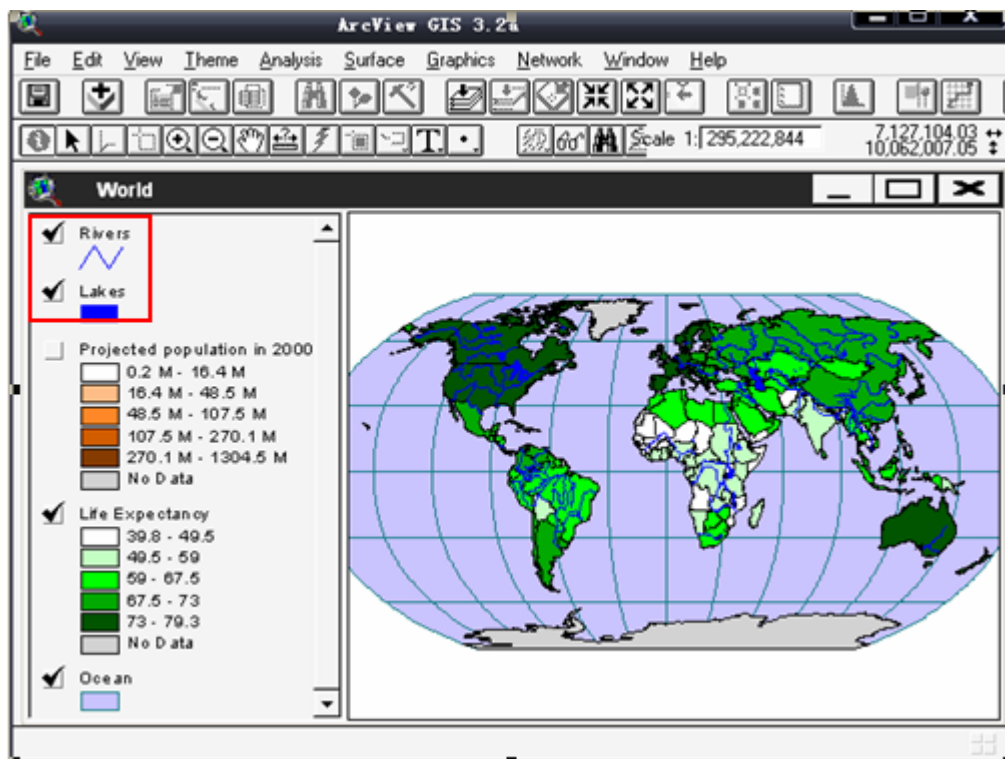 ArcView GIS 3.2a
File Edit View Theme Analysis Surface Graphics Network Window Help
T Scale 1: 295,222,844 7,127,104.03
10,062,007.05
World
Rivers
Lakes
Projected population in 2000
0.2 M - 16.4 M
16.4 M - 48.5 M
48.5 M - 107.5 M
107.5 M - 270.1 M
270.1 M - 1304.5 M
No Data
Life Expectancy
39.8 - 49.5
49.5 - 59
59 - 67.5
67.5 - 73
73 - 79.3
No Data
Ocean